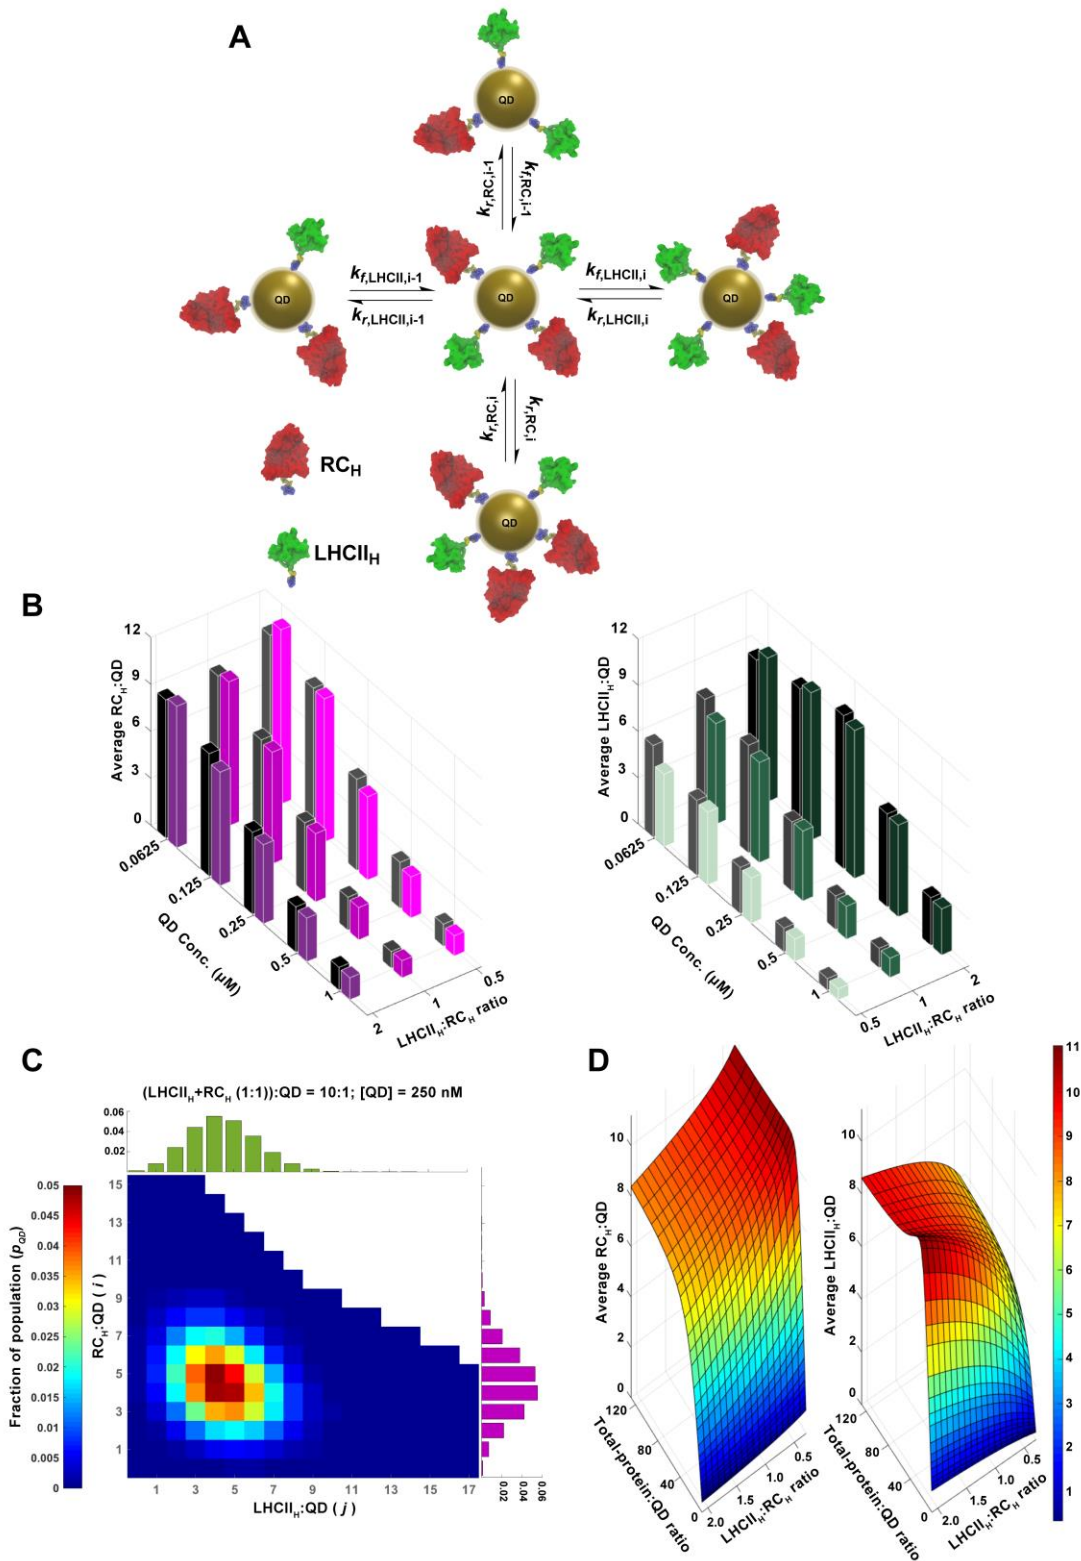 A
QD
k_r,RC,i-1
k_f,RC,i-1
QD
k_f,LHCII,i-1
k_r,LHCII,i-1
QD
k_f,LHCII,i
k_r,LHCII,i
QD
k_r,RC,i
k_r,RC,i
RC_H
LHCII_H
QD
B
Average RC_H:QD
12
9
6
3
0
0.0625
0.125
0.25
0.5
1
QD Conc. (μM)
2
1
0.5
LHCII_H:RC_H ratio
Average LHCII_H:QD
12
9
6
3
0
0.0625
0.125
0.25
0.5
1
QD Conc. (μM)
0.5
1
2
LHCII_H:RC_H ratio
C
(LHCII_H+RC_H (1:1)):QD = 10:1; [QD] = 250 nM
0.06
0.04
0.02
Fraction of population (p_QD)
0.05
0.045
0.04
0.035
0.03
0.025
0.02
0.015
0.01
0.005
0
RC_H:QD ( i )
15
13
11
9
7
5
3
1
1 3 5 7 9 11 13 15 17
LHCII_H:QD ( j )
0.02
0.04
0.06
D
Average RC_H:QD
10
8
6
4
2
0
120
80
40
0
Total-protein:QD ratio
2.0
1.5
1.0
0.5
LHCII_H:RC_H ratio
Average LHCII_H:QD
10
8
6
4
2
0
120
80
40
0
Total-protein:QD ratio
2.0
1.5
1.0
0.5
LHCII_H:RC_H ratio
11
10
9
8
7
6
5
4
3
2
1